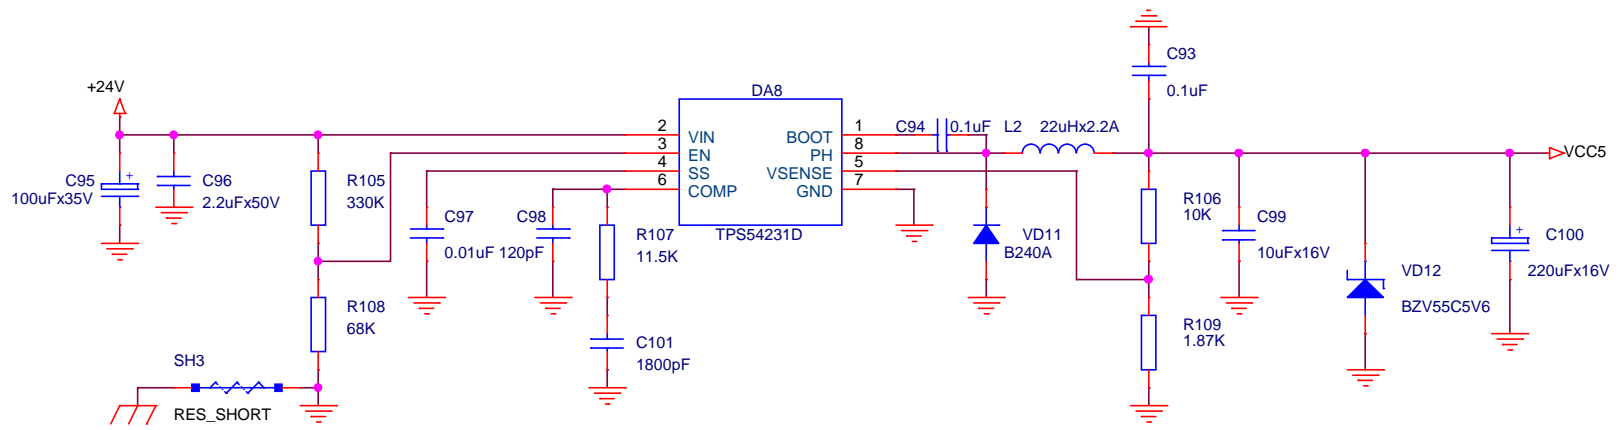 +24V
C95
100uFx35V
+
C96
2.2uFx50V
R105
330K
R108
68K
SH3
RES_SHORT
C97
0.01uF
C98
120pF
R107
11.5K
C101
1800pF
DA8
2 VIN
3 EN
4 SS
6 COMP
BOOT 1
PH 8
VSENSE 5
GND 7
TPS54231D
C94
0.1uF
L2
22uHx2.2A
VD11
B240A
C93
0.1uF
R106
10K
R109
1.87K
C99
10uFx16V
VD12
BZV55C5V6
+
C100
220uFx16V
VCC5